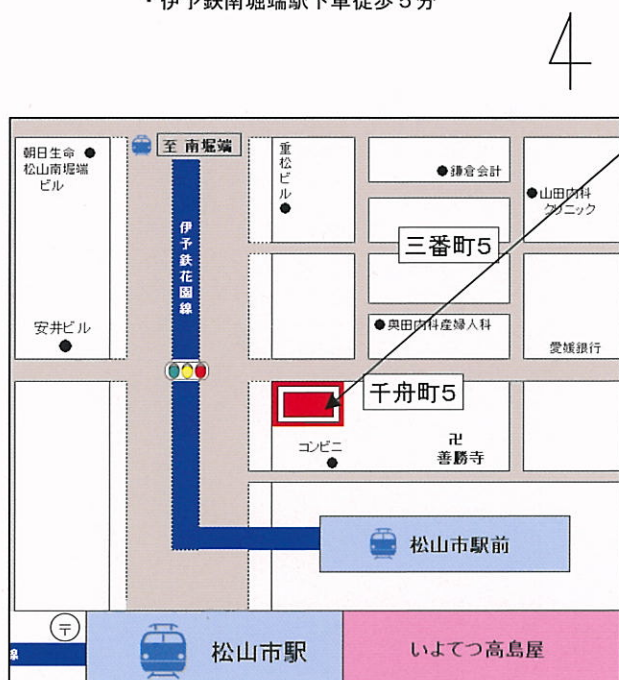 ・伊予鉄南堀端駅下車徒歩5分
4
朝日生命
松山南堀端
ビル
至 南堀端
重松ビル
鎌倉会計
山田内科
クリニック
伊予鉄花園線
三番町5
安井ビル
奥田内科産婦人科
愛媛銀行
千舟町5
コンビニ
卍
善勝寺
松山市駅前
〒
線
松山市駅
いよてつ高島屋